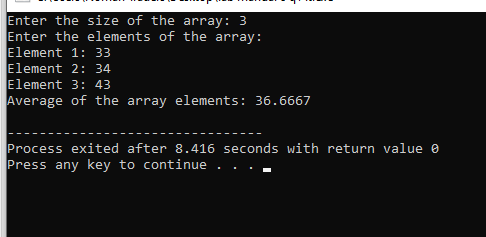 Enter the size of the array: 3
Enter the elements of the array:
Element 1: 33
Element 2: 34
Element 3: 43
Average of the array elements: 36.6667
--------------------------------
Process exited after 8.416 seconds with return value 0
Press any key to continue . . .